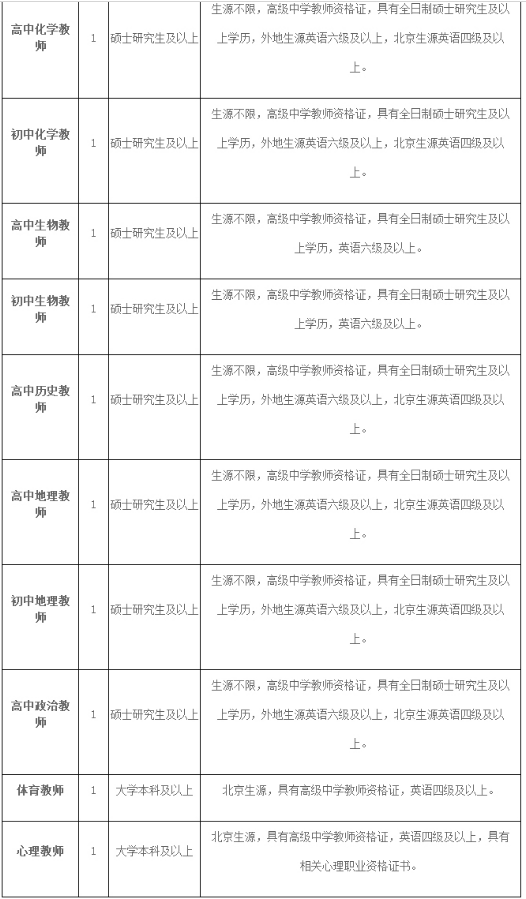 生源不限，高级中学教师资格证，具有全日制硕士研究生及以
高中化学教
师
1
硕士研究生及以上
上学历，外地生源英语六级及以上，北京生源英语四级及以
上。
生源不限，高级中学教师资格证，具有全日制硕士研究生及以
初中化学教
师
1
硕士研究生及以上
上学历，外地生源英语六级及以上，北京生源英语四级及以
上。
高中生物教
师
1
硕士研究生及以上
生源不限，高级中学教师资格证，具有全日制硕士研究生及以
上学历，英语六级及以上。
初中生物教
师
1
硕士研究生及以上
生源不限，高级中学教师资格证，具有全日制硕士研究生及以
上学历，英语六级及以上。
高中历史教
师
1
硕士研究生及以上
生源不限，高级中学教师资格证，具有全日制硕士研究生及以
上学历，外地生源英语六级及以上，北京生源英语四级及以
上。
高中地理教
师
1
硕士研究生及以上
生源不限，高级中学教师资格证，具有全日制硕士研究生及以
上学历，外地生源英语六级及以上，北京生源英语四级及以
上。
初中地理教
师
1
硕士研究生及以上
生源不限，高级中学教师资格证，具有全日制硕士研究生及以
上学历，外地生源英语六级及以上，北京生源英语四级及以
上。
高中政治教
师
1
硕士研究生及以上
生源不限，高级中学教师资格证，具有全日制硕士研究生及以
上学历，外地生源英语六级及以上，北京生源英语四级及以
上。
体育教师
1
大学本科及以上
北京生源，具有高级中学教师资格证，英语四级及以上。
心理教师
1
大学本科及以上
北京生源，具有高级中学教师资格证，英语四级及以上，具有
相关心理职业资格证书。